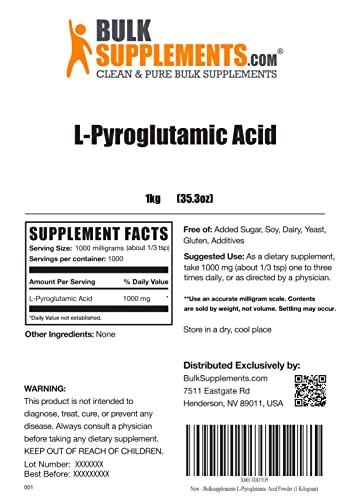 BULK
SUPPLEMENTS.COM®
CLEAN & PURE BULK SUPPLEMENTS
L-Pyroglutamic Acid
1kg (35.3oz)
SUPPLEMENT FACTS
Serving Size: 1000 milligrams (about 1/3 tsp)
Servings per container: 1000
Amount Per Serving % Daily Value
L-Pyroglutamic Acid 1000 mg *
*Daily Value not established.
Other Ingredients: None
Free of: Added Sugar, Soy, Dairy, Yeast,
Gluten, Additives
Suggested Use: As a dietary supplement,
take 1000 mg (about 1/3 tsp) one to three
times daily, or as directed by a physician.
**Use an accurate milligram scale. Contents
are sold by weight, not volume. Settling may occur.
Store in a dry, cool place
Distributed Exclusively by:
BulkSupplements.com
7511 Eastgate Rd
Henderson, NV 89011, USA
WARNING:
This product is not intended to
diagnose, treat, cure, or prevent any
disease. Always consult a physician
before taking any dietary supplement.
KEEP OUT OF REACH OF CHILDREN.
Lot Number: XXXXXXX
Best Before: XXXXXXXXX
001
New - Bulksupplements L-Pyroglutamic Acid Powder (1 Kilogram)